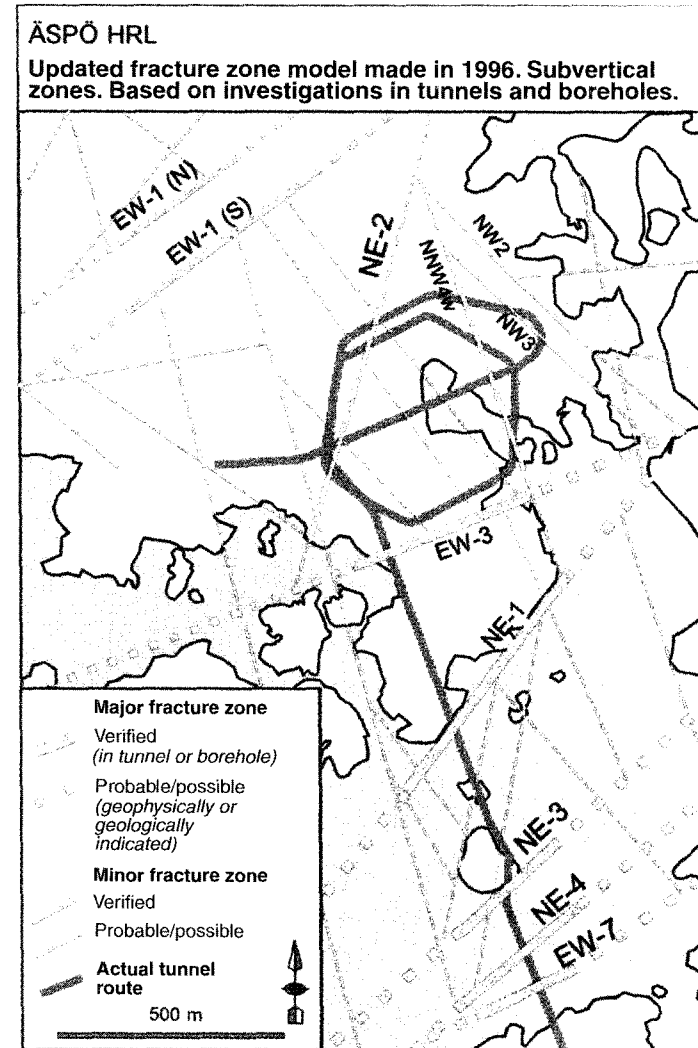 ÄSPÖ HRL
Updated fracture zone model made in 1996. Subvertical
zones. Based on investigations in tunnels and boreholes.
EW-1 (N)
EW-1 (S)
NE-2
NW2
NNW4w
NW3
EW-3
NE-1
NE-3
NE-4
EW-7
Major fracture zone
Verified
(in tunnel or borehole)
Probable/possible
(geophysically or
geologically
indicated)
Minor fracture zone
Verified
Probable/possible
Actual tunnel
route
500 m